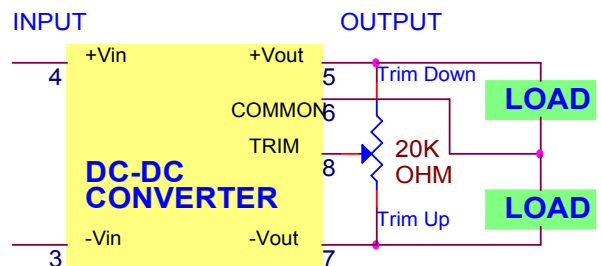 INPUT
OUTPUT
+Vin
+Vout
4
5
Trim Down
COMMON
6
LOAD
TRIM
8
20K
OHM
DC-DC
CONVERTER
LOAD
Trim Up
-Vin
-Vout
3
7